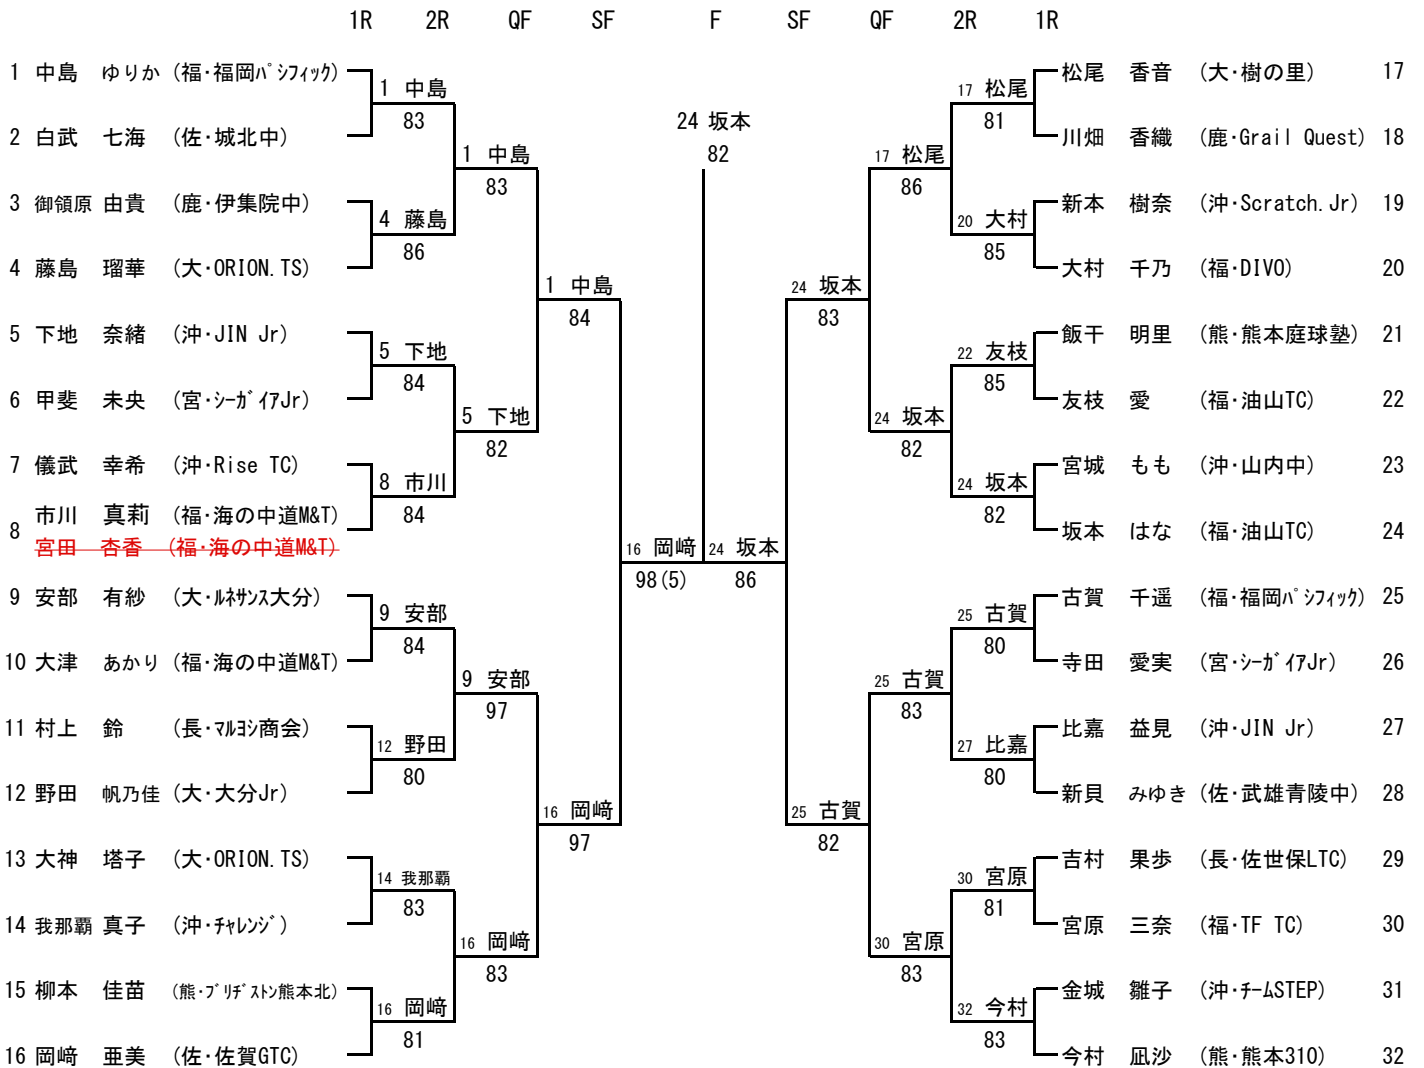 1R 2R QF SF F SF QF 2R 1R
1 中島 ゆりか (福・福岡ﾊﾟｼﾌｨｯｸ)
2 白武 七海 (佐・城北中)
3 御領原 由貴 (鹿・伊集院中)
4 藤島 瑠華 (大・ORION.TS)
5 下地 奈緒 (沖・JIN Jr)
6 甲斐 未央 (宮・ｼｰｶﾞｲｱJr)
7 儀武 幸希 (沖・Rise TC)
8 市川 真莉 (福・海の中道M&T)
宮田 杏香 (福・海の中道M&T)
9 安部 有紗 (大・ﾙﾈｻﾝｽ大分)
10 大津 あかり (福・海の中道M&T)
11 村上 鈴 (長・ﾏﾙﾖｼ商会)
12 野田 帆乃佳 (大・大分Jr)
13 大神 塔子 (大・ORION.TS)
14 我那覇 真子 (沖・ﾁｬﾚﾝｼﾞ)
15 柳本 佳苗 (熊・ﾌﾞﾘﾁﾞｽﾄﾝ熊本北)
16 岡﨑 亜美 (佐・佐賀GTC)
1 中島
83
4 藤島
86
5 下地
84
8 市川
84
9 安部
84
12 野田
80
14 我那覇
83
16 岡﨑
81
1 中島
83
5 下地
82
9 安部
97
16 岡﨑
83
1 中島
84
16 岡﨑
97
16 岡﨑
98(5)
24 坂本
82
24 坂本
86
24 坂本
83
25 古賀
82
17 松尾
86
24 坂本
82
25 古賀
83
30 宮原
83
17 松尾
81
20 大村
85
22 友枝
85
24 坂本
82
25 古賀
80
27 比嘉
80
30 宮原
81
32 今村
83
松尾 香音 (大・樹の里) 17
川畑 香織 (鹿・Grail Quest) 18
新本 樹奈 (沖・Scratch.Jr) 19
大村 千乃 (福・DIVO) 20
飯干 明里 (熊・熊本庭球塾) 21
友枝 愛 (福・油山TC) 22
宮城 もも (沖・山内中) 23
坂本 はな (福・油山TC) 24
古賀 千遥 (福・福岡ﾊﾟｼﾌｨｯｸ) 25
寺田 愛実 (宮・ｼｰｶﾞｲｱJr) 26
比嘉 益見 (沖・JIN Jr) 27
新貝 みゆき (佐・武雄青陵中) 28
吉村 果歩 (長・佐世保LTC) 29
宮原 三奈 (福・TF TC) 30
金城 雛子 (沖・ﾁｰﾑSTEP) 31
今村 凪沙 (熊・熊本310) 32